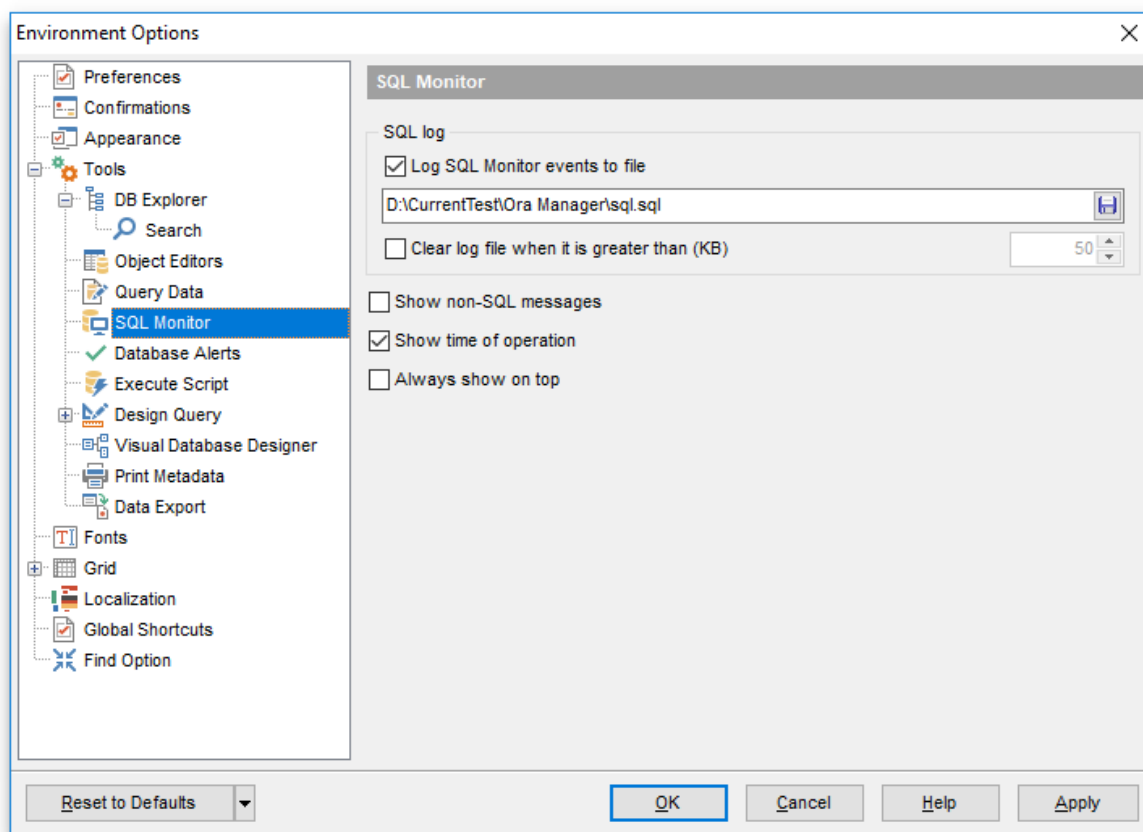 Environment Options
Preferences
Confirmations
Appearance
Tools
DB Explorer
Search
Object Editors
Query Data
SQL Monitor
Database Alerts
Execute Script
Design Query
Visual Database Designer
Print Metadata
Data Export
Fonts
Grid
Localization
Global Shortcuts
Find Option
SQL Monitor
SQL log
Log SQL Monitor events to file
D:\CurrentTest\Ora Manager\sql.sql
Clear log file when it is greater than (KB)
50
Show non-SQL messages
Show time of operation
Always show on top
Reset to Defaults
OK
Cancel
Help
Apply